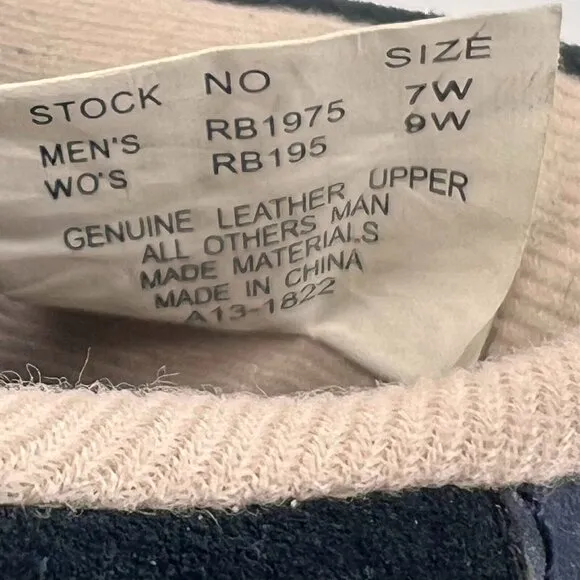 STOCK NO SIZE
MEN'S RB1975 7W
WO'S RB195 9W
GENUINE LEATHER UPPER
ALL OTHERS MAN
MADE MATERIALS
MADE IN CHINA
A13-1822